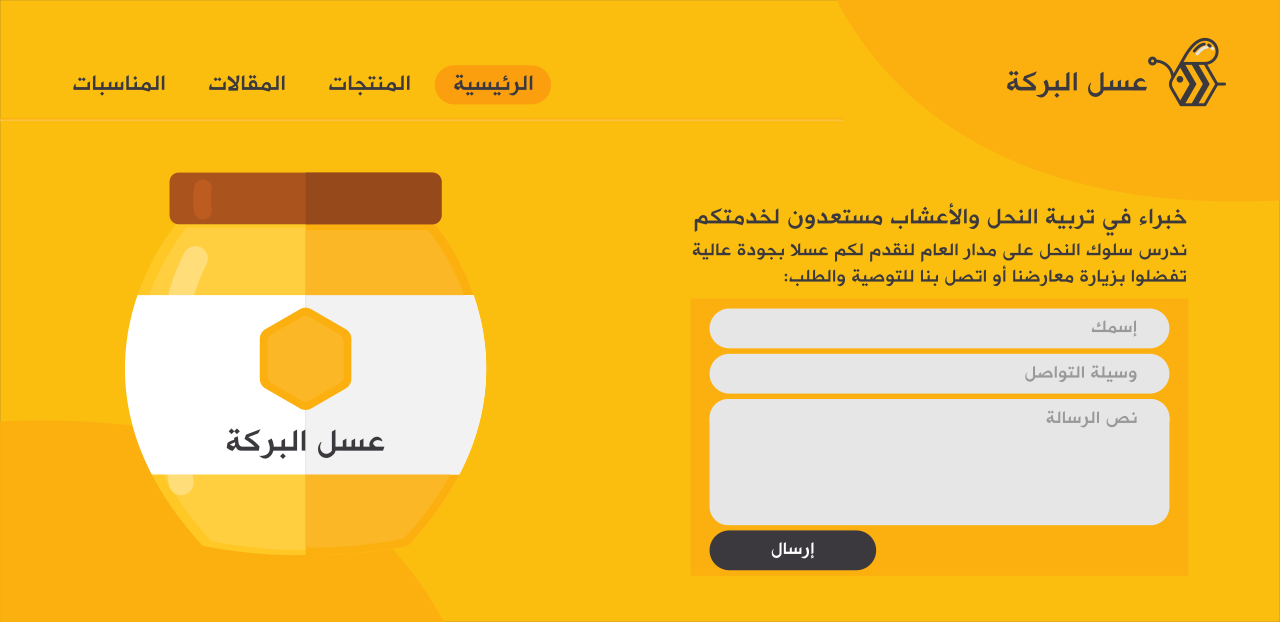 عسل البركة
الرئيسية
المنتجات
المقالات
المناسبات
خبراء في تربية النحل والأعشاب مستعدون لخدمتكم
ندرس سلوك النحل على مدار العام لنقدم لكم عسلا بجودة عالية
تفضلوا بزيارة معارضنا أو اتصل بنا للتوصية والطلب:
إسمك
وسيلة التواصل
نص الرسالة
إرسال
عسل البركة